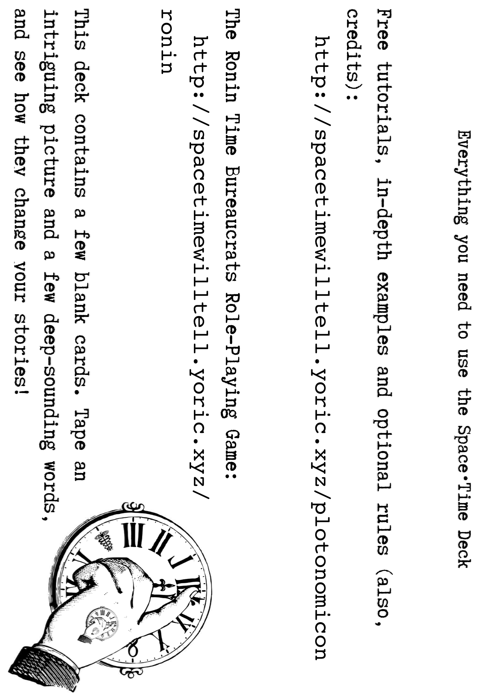 Everything you need to use the Space·Time Deck
Free tutorials, in-depth examples and optional rules (also,
credits):
http://spacetimewilltell.yoric.xyz/plotonomicon
The Ronin Time Bureaucrats Role-Playing Game:
http://spacetimewilltell.yoric.xyz/
ronin
This deck contains a few blank cards. Tape an
intriguing picture and a few deep-sounding words,
and see how they change your stories!